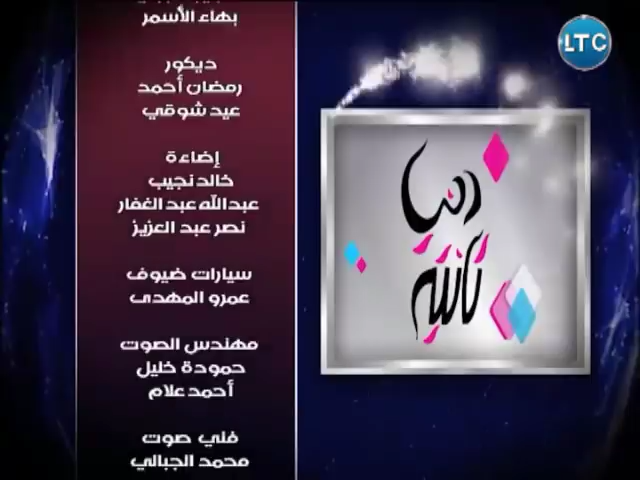 بهاء الأسمر
ديكور
رمضان أحمد
عيد شوقي
إضاءة
خالد نجيب
عبدالله عبد الغفار
نصر عبد العزيز
سيارات ضيوف
عمرو المهدى
مهندس الصوت
حمودة خليل
أحمد علام
فني صوت
محمد الجبالي
LTC
دنيا
تانية